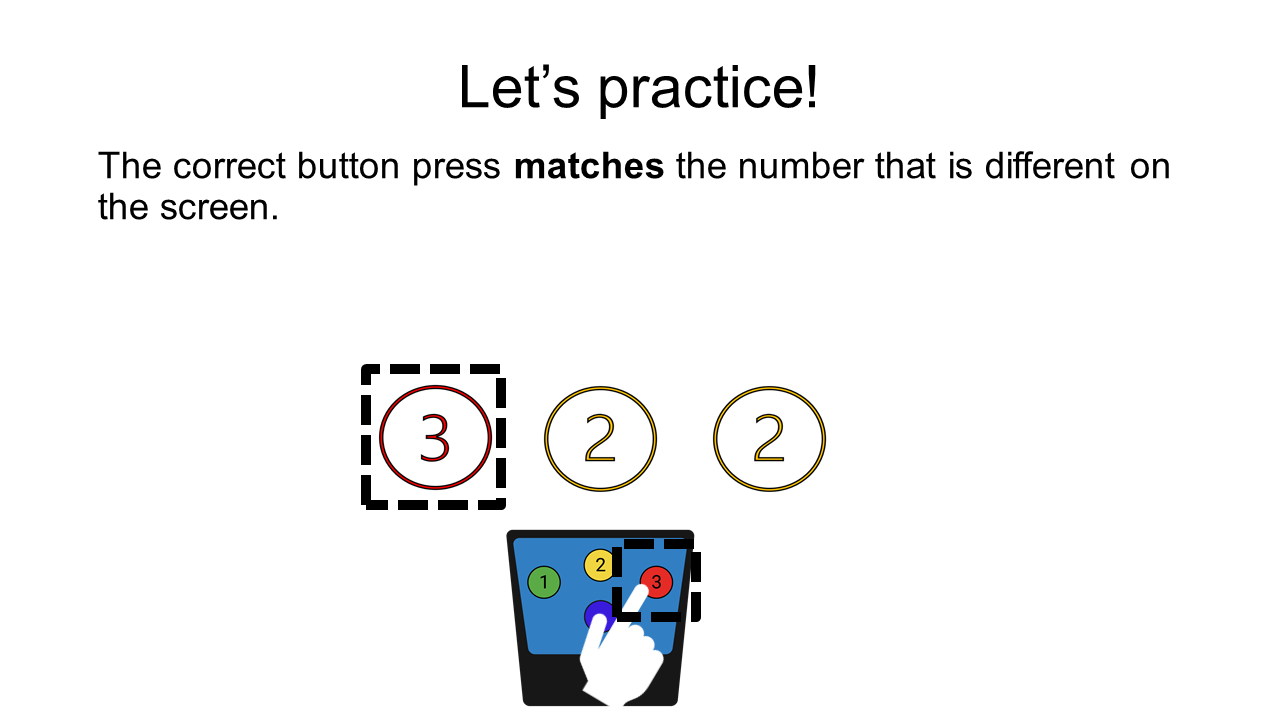 Let’s practice!
The correct button press matches the number that is different on
the screen.
3 2 2
2
1 3